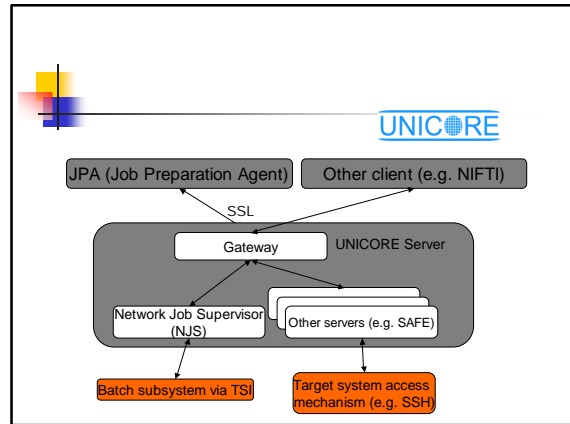 UNICORE
JPA (Job Preparation Agent)
Other client (e.g. NIFTI)
SSL
Gateway
UNICORE Server
Network Job Supervisor
(NJS)
Other servers (e.g. SAFE)
Batch subsystem via TSI
Target system access
mechanism (e.g. SSH)